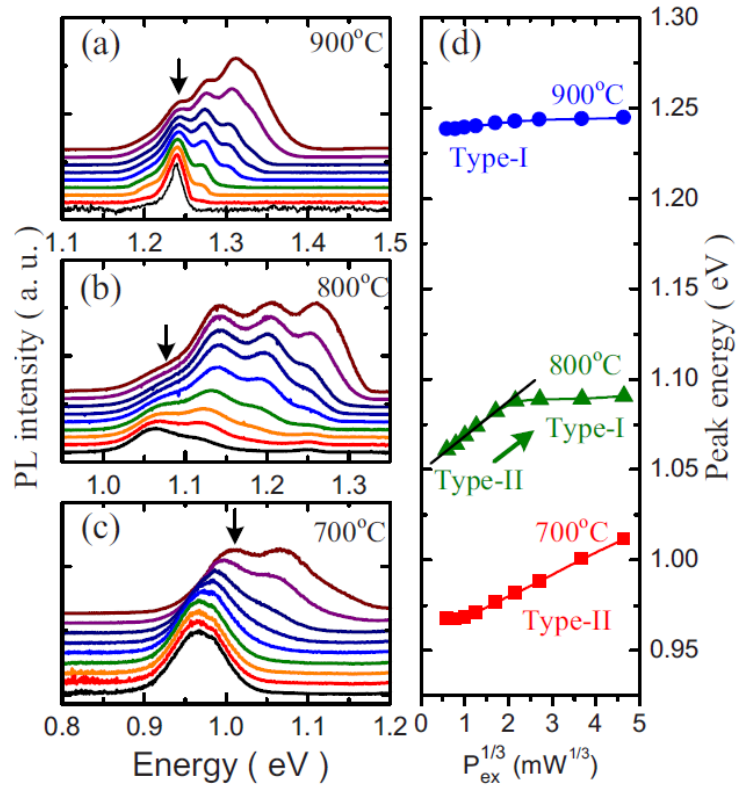 (a)
900°C
1.1 1.2 1.3 1.4 1.5
(b)
800°C
1.0 1.1 1.2 1.3
(c)
700°C
0.8 0.9 1.0 1.1 1.2
PL intensity ( a. u. )
Energy ( eV )
(d)
900°C
Type-I
800°C
Type-I
Type-II
700°C
Type-II
1.30
1.25
1.20
1.15
1.10
1.05
1.00
0.95
Peak energy ( eV )
0 1 2 3 4 5
P_ex^1/3 (mW^1/3)